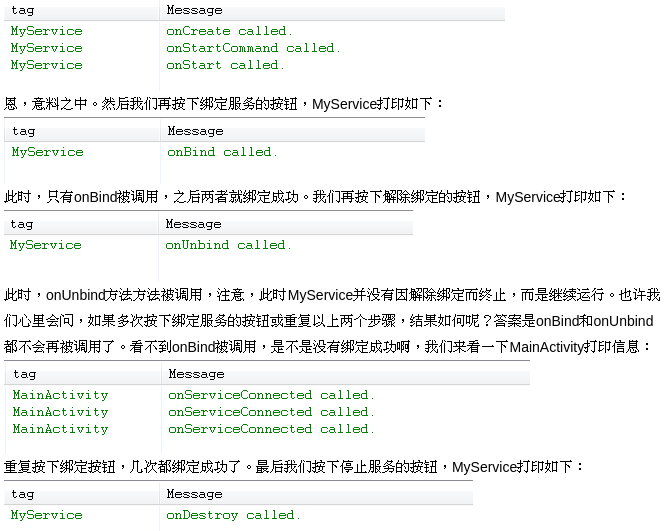 tag Message
MyService onCreate called.
MyService onStartCommand called.
MyService onStart called.
恩，意料之中。然后我们再按下绑定服务的按钮，MyService打印如下：
tag Message
MyService onBind called.
此时，只有onBind被调用，之后两者就绑定成功。我们再按下解除绑定的按钮，MyService打印如下：
tag Message
MyService onUnbind called.
此时，onUnbind方法方法被调用，注意，此时MyService并没有因解除绑定而终止，而是继续运行。也许我
们心里会问，如果多次按下绑定服务的按钮或重复以上两个步骤，结果如何呢？答案是onBind和onUnbind
都不会再被调用了。看不到onBind被调用，是不是没有绑定成功啊，我们来看一下MainActivity打印信息：
tag Message
MainActivity onServiceConnected called.
MainActivity onServiceConnected called.
MainActivity onServiceConnected called.
重复按下绑定按钮，几次都绑定成功了。最后我们按下停止服务的按钮，MyService打印如下：
tag Message
MyService onDestroy called.